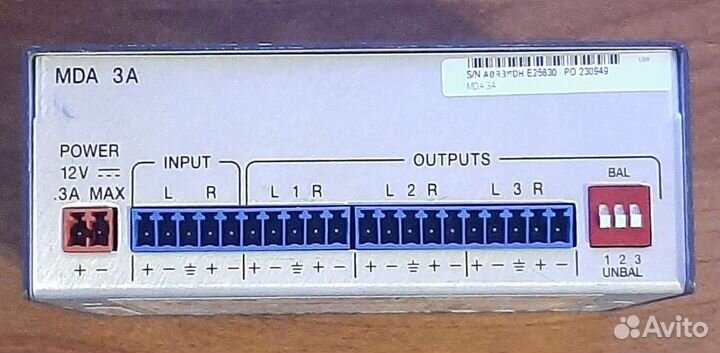 MDA 3A
PO 230949
MDA 3A
POWER
12V
.3A MAX
INPUT
OUTPUTS
BAL
L R L 1 R L 2 R L 3 R
+ − + − + − + − + − + − + − + − + −
1 2 3
UNBAL
Avito